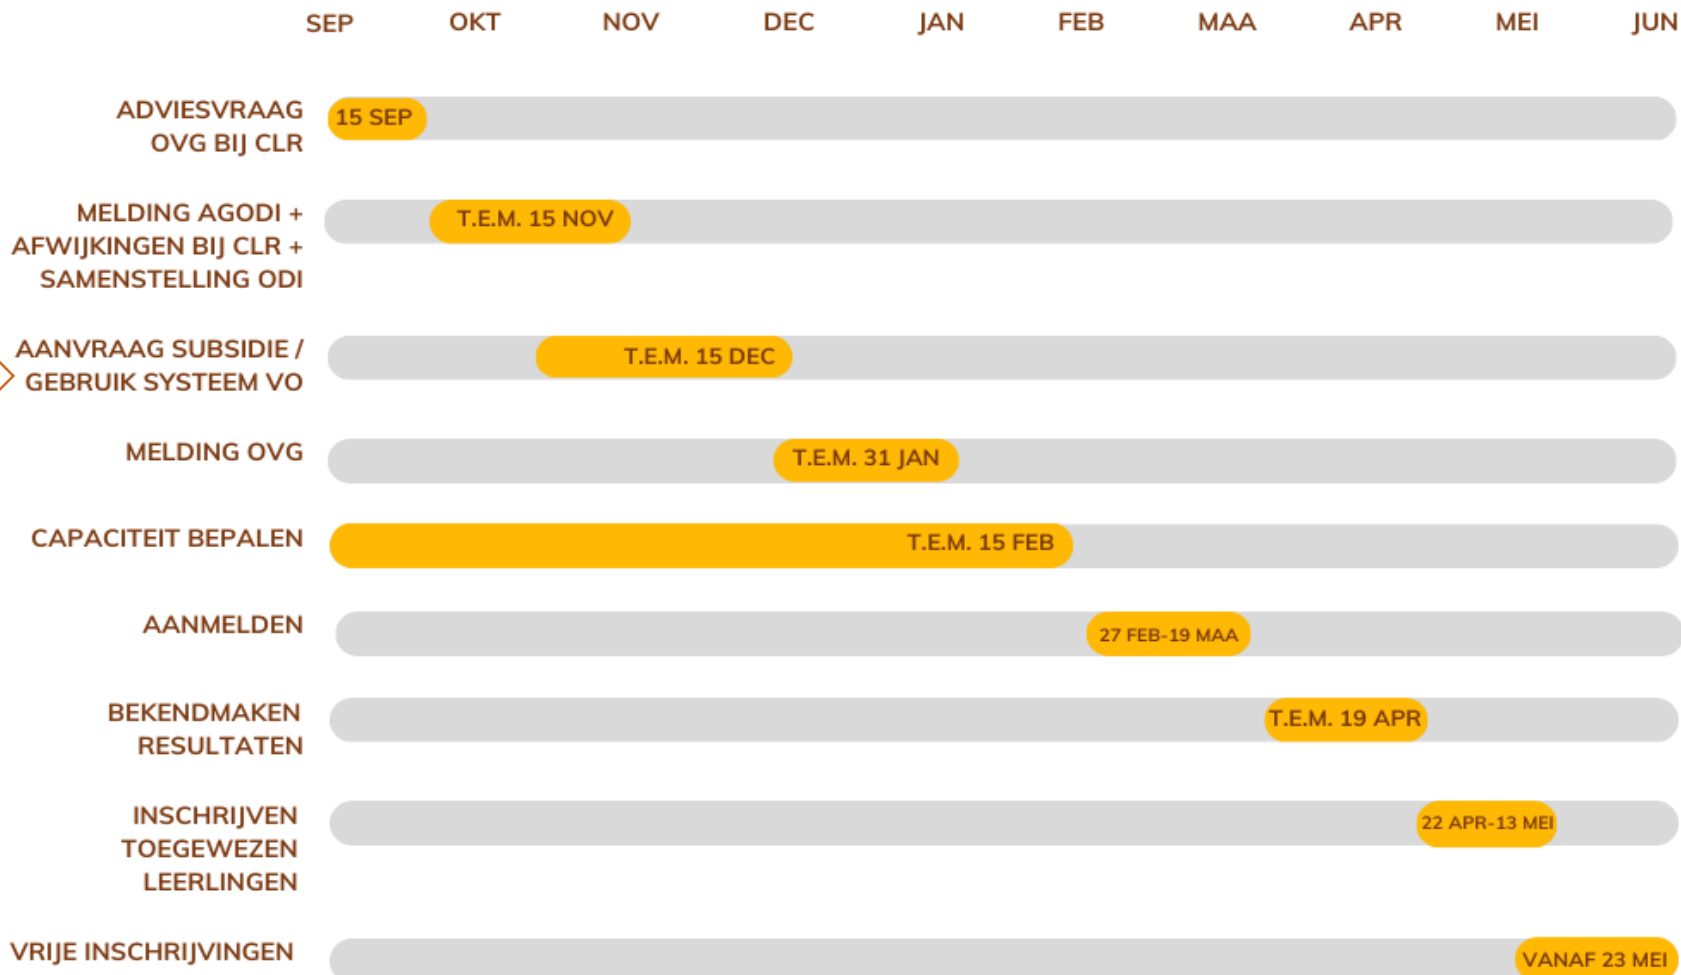 SEP OKT NOV DEC JAN FEB MAA APR MEI JUN
ADVIESVRAAG
OVG BIJ CLR
15 SEP
MELDING AGODI +
AFWIJKINGEN BIJ CLR +
SAMENSTELLING ODI
T.E.M. 15 NOV
AANVRAAG SUBSIDIE /
GEBRUIK SYSTEEM VO
T.E.M. 15 DEC
MELDING OVG
T.E.M. 31 JAN
CAPACITEIT BEPALEN
T.E.M. 15 FEB
AANMELDEN
27 FEB-19 MAA
BEKENDMAKEN
RESULTATEN
T.E.M. 19 APR
INSCHRIJVEN
TOEGEWEZEN
LEERLINGEN
22 APR-13 MEI
VRIJE INSCHRIJVINGEN
VANAF 23 MEI